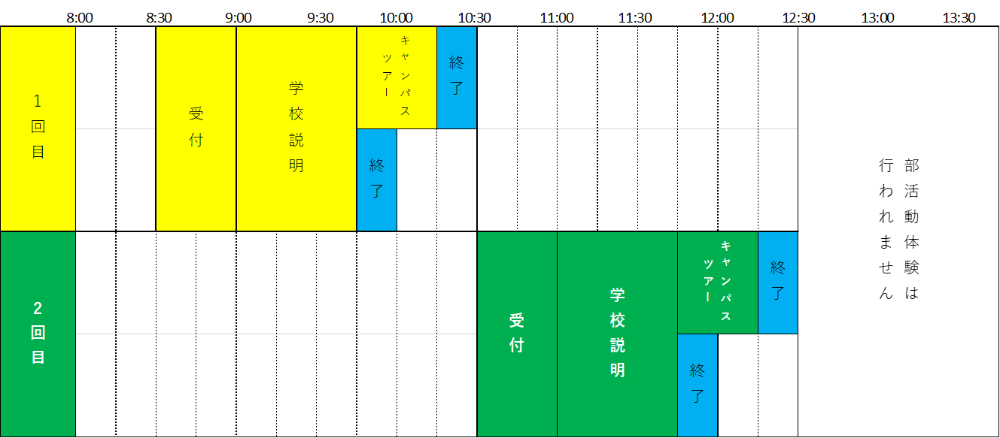 8:00 8:30 9:00 9:30 10:00 10:30 11:00 11:30 12:00 12:30 13:00 13:30
1回目
受付
学校説明
キャンパス
ツアー
終了
終了
部活動体験は
行われません
2回目
受付
学校説明
キャンパス
ツアー
終了
終了